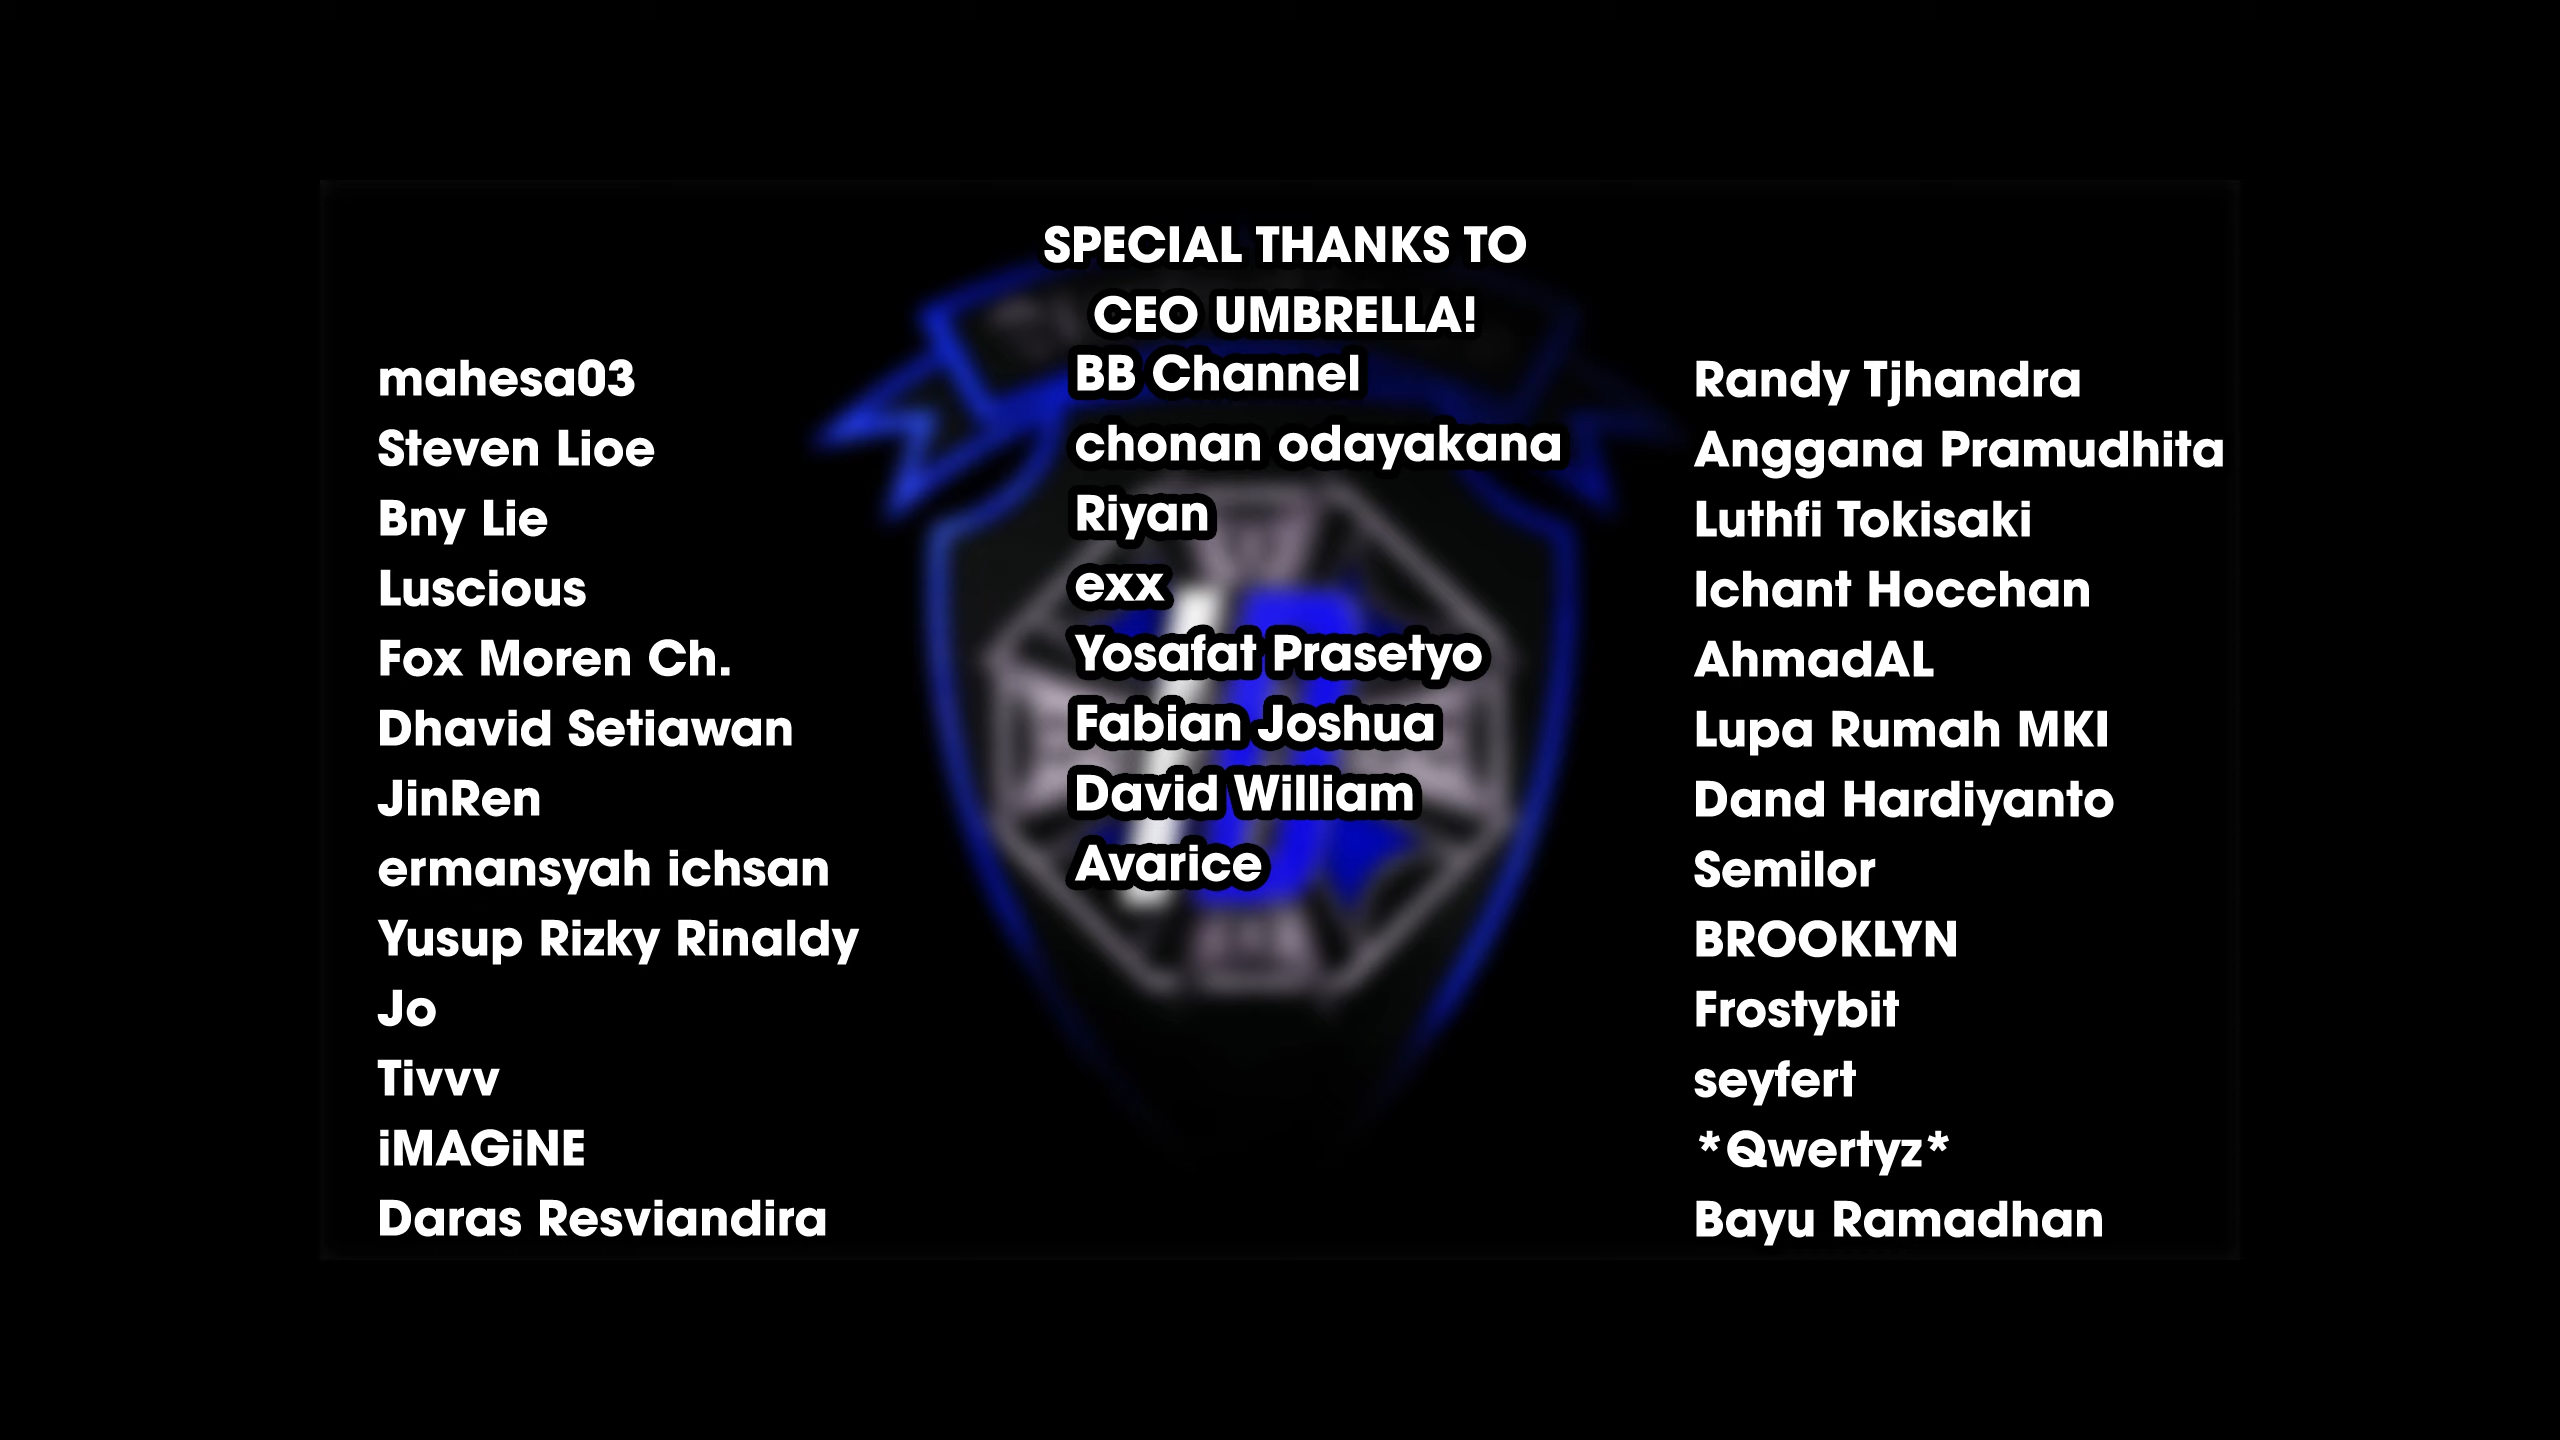 SPECIAL THANKS TO
CEO UMBRELLA!
mahesa03
Steven Lioe
Bny Lie
Luscious
Fox Moren Ch.
Dhavid Setiawan
JinRen
ermansyah ichsan
Yusup Rizky Rinaldy
Jo
Tivvv
iMAGiNE
Daras Resviandira
BB Channel
chonan odayakana
Riyan
exx
Yosafat Prasetyo
Fabian Joshua
David William
Avarice
Randy Tjhandra
Anggana Pramudhita
Luthfi Tokisaki
Ichant Hocchan
AhmadAL
Lupa Rumah MKI
Dand Hardiyanto
Semilor
BROOKLYN
Frostybit
seyfert
*Qwertyz*
Bayu Ramadhan